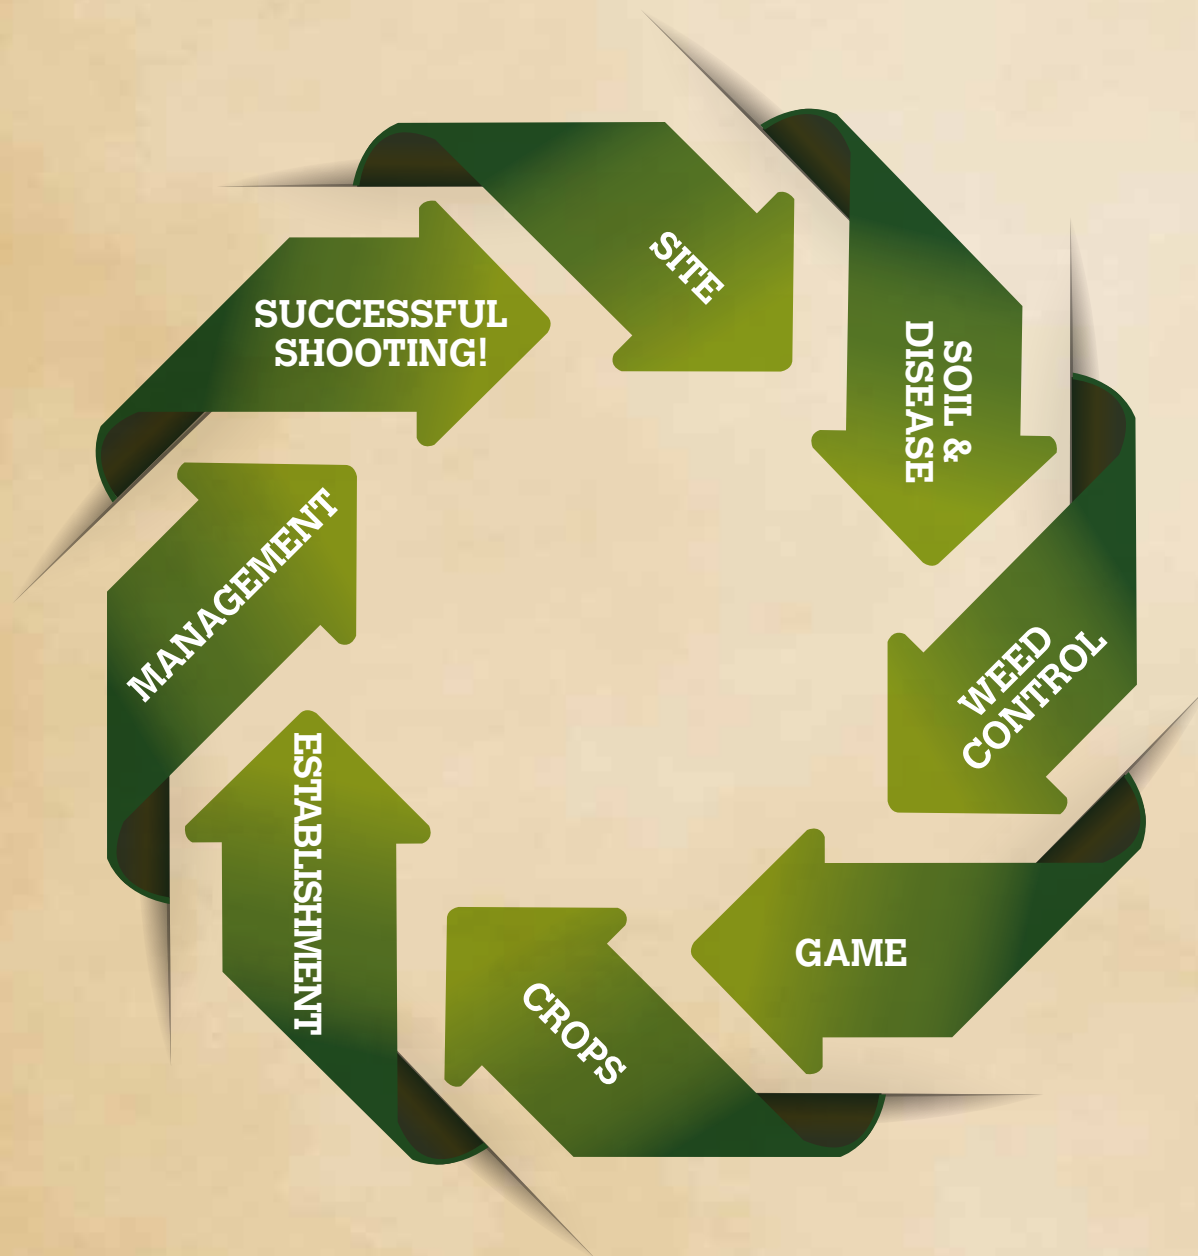 SITE
SOIL &
DISEASE
WEED
CONTROL
GAME
CROPS
ESTABLISHMENT
MANAGEMENT
SUCCESSFUL
SHOOTING!